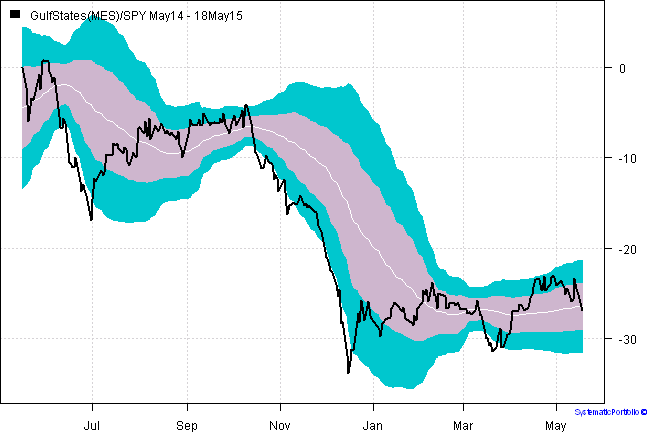 GulfStates(MES)/SPY May14 - 18May15
0
-10
-20
-30
Jul Sep Nov Jan Mar May
SystematicPortfolio ©